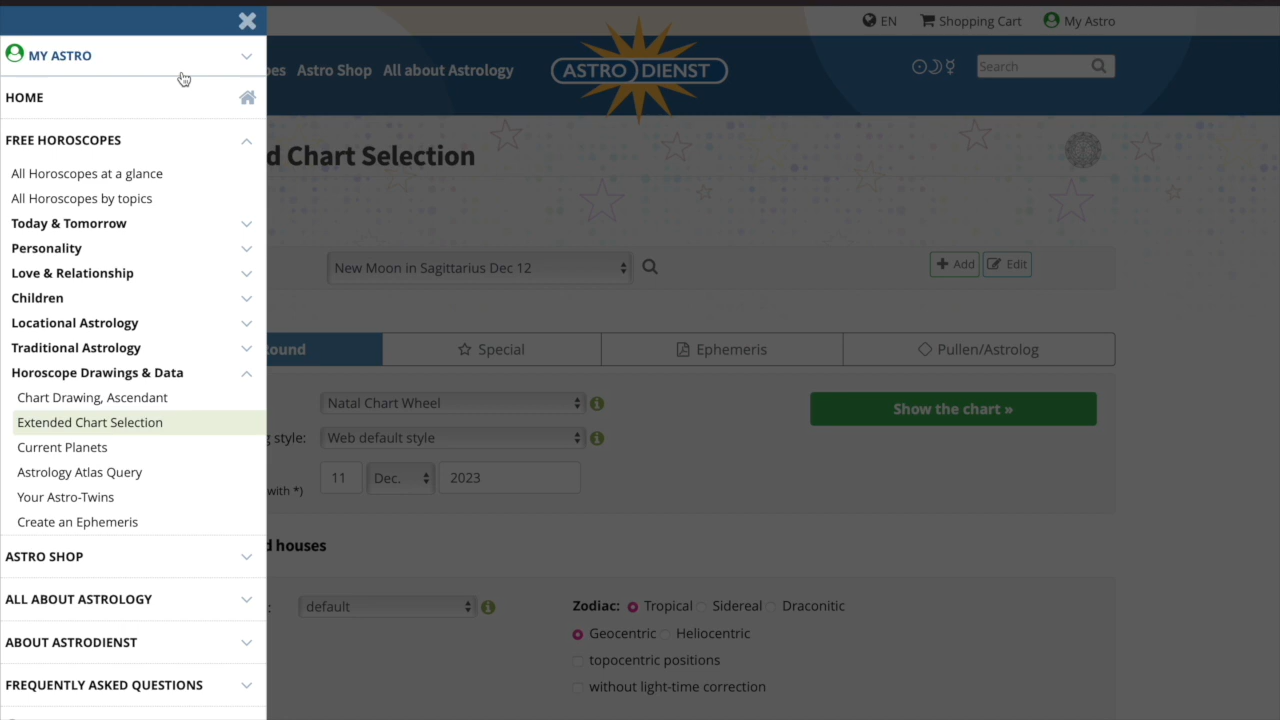 MY ASTRO
HOME
FREE HOROSCOPES
All Horoscopes at a glance
All Horoscopes by topics
Today & Tomorrow
Personality
Love & Relationship
Children
Locational Astrology
Traditional Astrology
Horoscope Drawings & Data
Chart Drawing, Ascendant
Extended Chart Selection
Current Planets
Astrology Atlas Query
Your Astro-Twins
Create an Ephemeris
ASTRO SHOP
ALL ABOUT ASTROLOGY
ABOUT ASTRODIENST
FREQUENTLY ASKED QUESTIONS
EN Shopping Cart My Astro
Astro Shop All about Astrology ASTRO DIENST Search
Chart Selection
New Moon in Sagittarius Dec 12 Add Edit
Special Ephemeris Pullen/Astrolog
Natal Chart Wheel Show the chart »
style: Web default style
11 Dec. 2023
with *)
houses
default Zodiac: Tropical Sidereal Draconitic
Geocentric Heliocentric
topocentric positions
without light-time correction